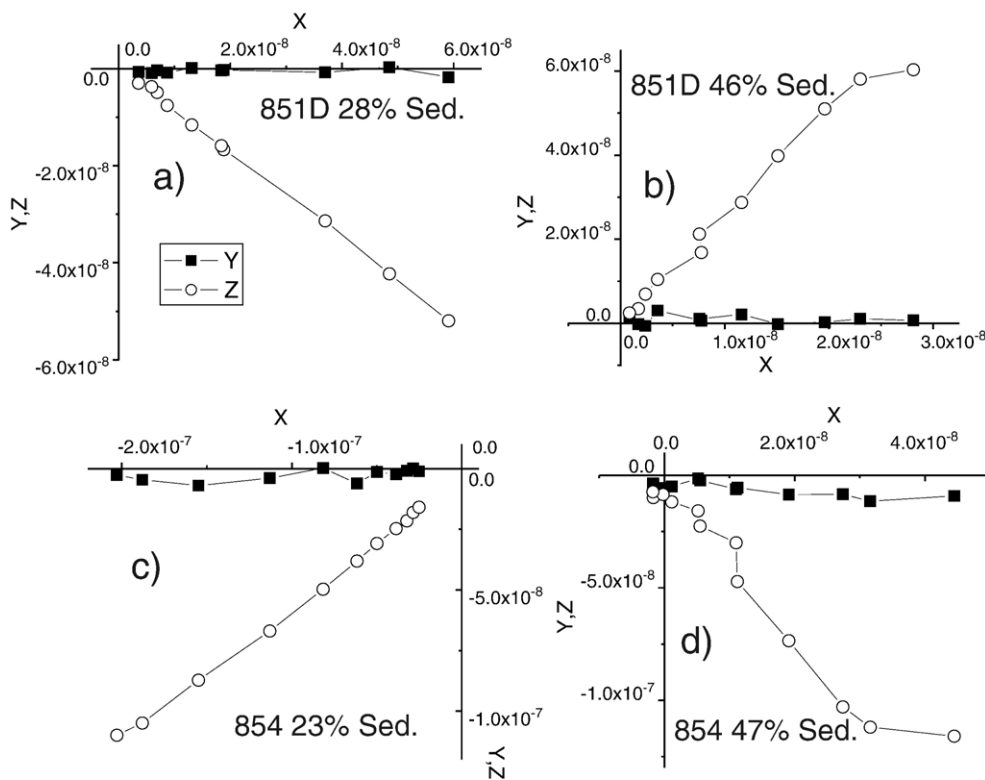 X
0.0 2.0x10-8 4.0x10-8 6.0x10-8
0.0
851D 28% Sed.
-2.0x10-8
a)
Y,Z
Y
Z
-4.0x10-8
-6.0x10-8
6.0x10-8
851D 46% Sed.
b)
4.0x10-8
Y,Z
2.0x10-8
0.0
0.0 1.0x10-8 2.0x10-8 3.0x10-8
X
X
-2.0x10-7 -1.0x10-7 0.0
0.0
c)
-5.0x10-8
854 23% Sed.
-1.0x10-7
Y,Z
X
0.0 2.0x10-8 4.0x10-8
0.0
Y,Z
-5.0x10-8
d)
-1.0x10-7
854 47% Sed.